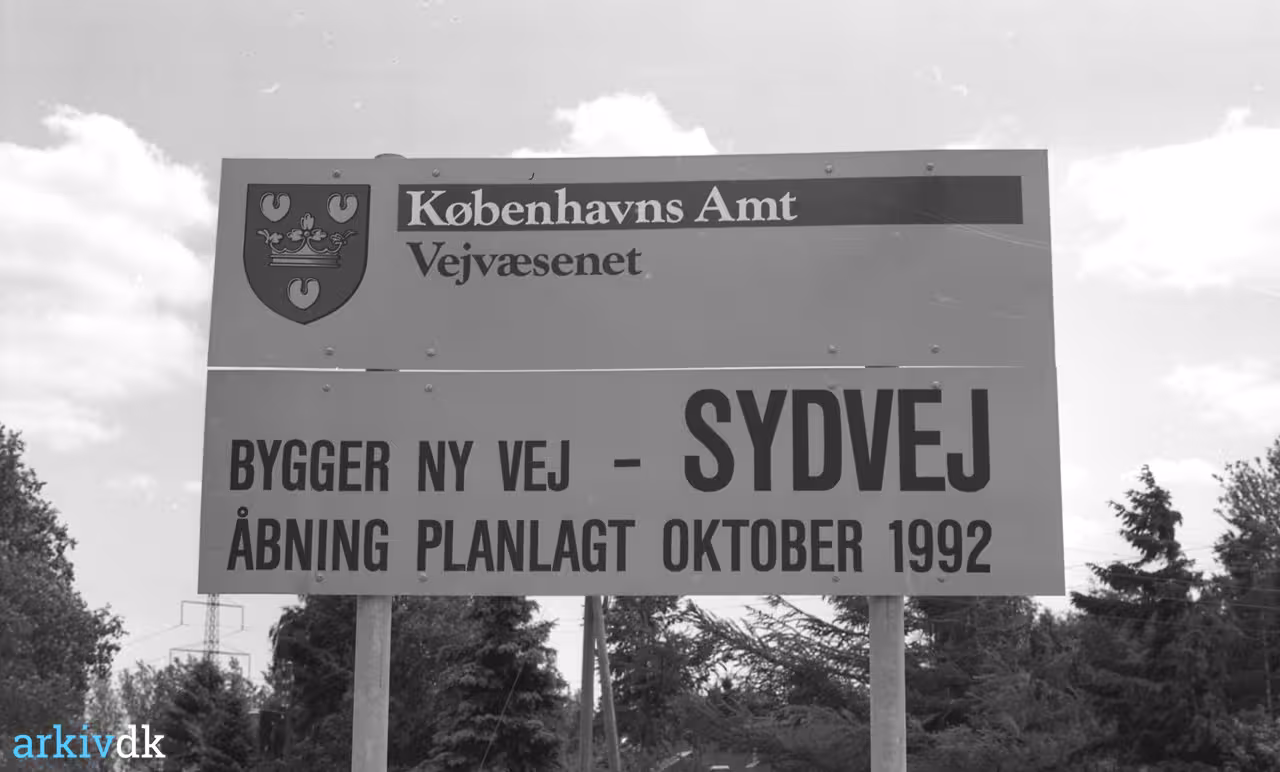 Københavns Amt
Vejvæsenet
BYGGER NY VEJ – SYDVEJ
ÅBNING PLANLAGT OKTOBER 1992
arkivdk